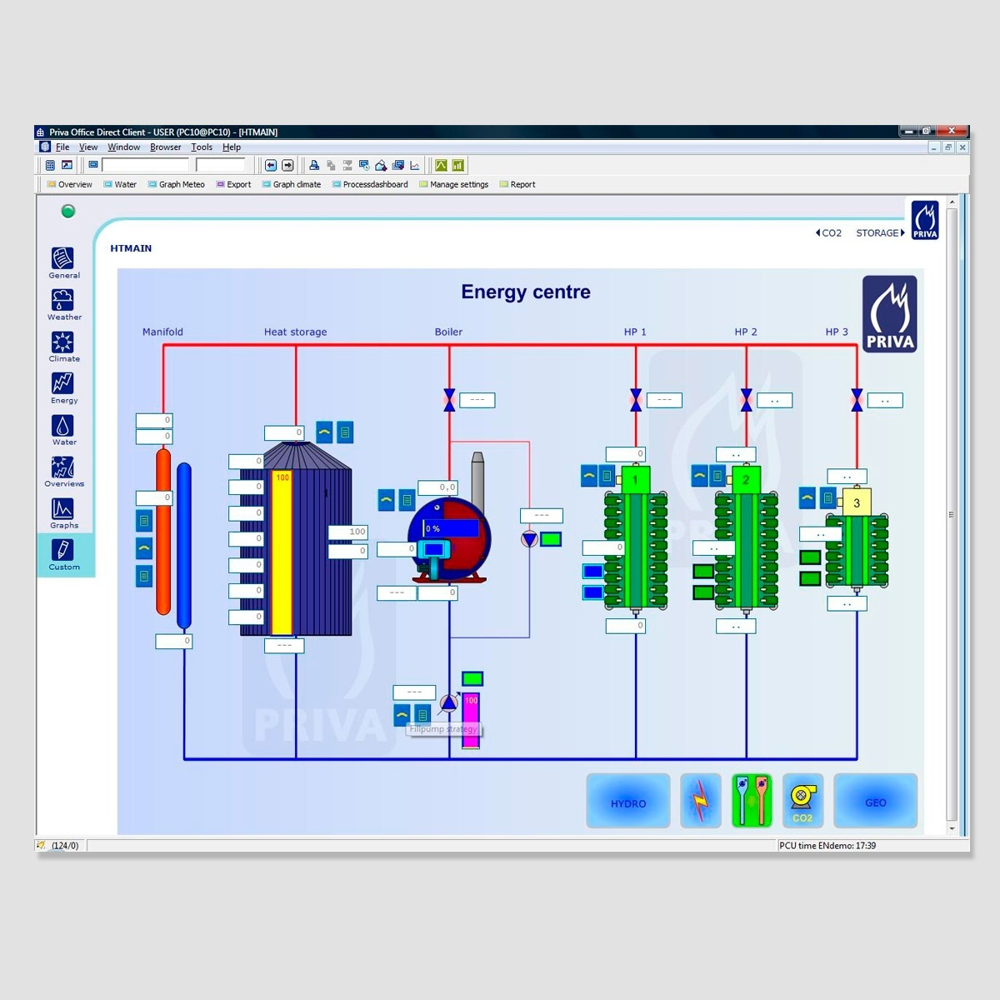 Priva Office Direct Client - USER (PC10@PC10) - [HTMAIN]
File View Window Browser Tools Help
Overview Water Graph Meteo Export Graph climate Processdashboard Manage settings Report
CO2 STORAGE
PRIVA
HTMAIN
General
Weather
Climate
Energy
Water
Overviews
Graphs
Custom
Energy centre
PRIVA
Manifold Heat storage Boiler HP 1 HP 2 HP 3
--- --- .. ..
0
0
0
0 0 .. ..
0
100
0
0,0
1 2 3
0
0
---
0 %
100
0
0
0 .. ..
0
0
0
--- 0
0
0
---
0 .. ..
---
100
Fillpump strategy
PRIVA
PRIVA
HYDRO CO2 GEO
(124/0) PCU time ENdemo: 17:39